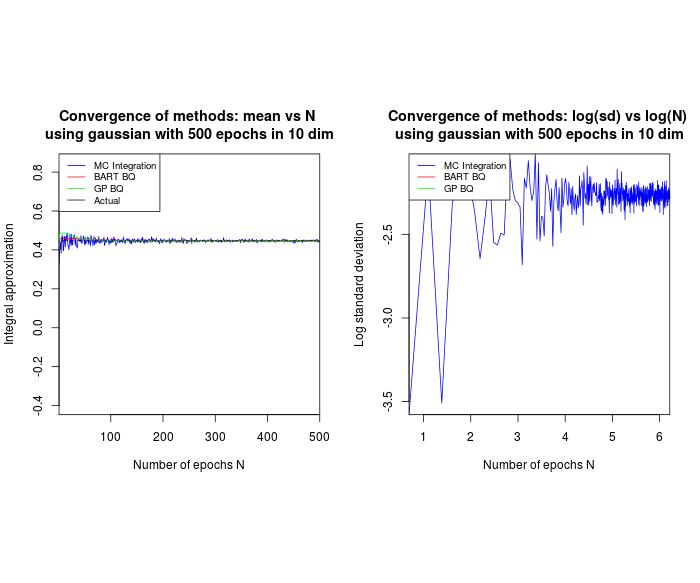 Convergence of methods: mean vs N
using gaussian with 500 epochs in 10 dim
MC Integration
BART BQ
GP BQ
Actual
Integral approximation
0.8
0.6
0.4
0.2
0.0
-0.2
-0.4
100
200
300
400
500
Number of epochs N
Convergence of methods: log(sd) vs log(N)
using gaussian with 500 epochs in 10 dim
MC Integration
BART BQ
GP BQ
Log standard deviation
-2.5
-3.0
-3.5
1
2
3
4
5
6
Number of epochs N